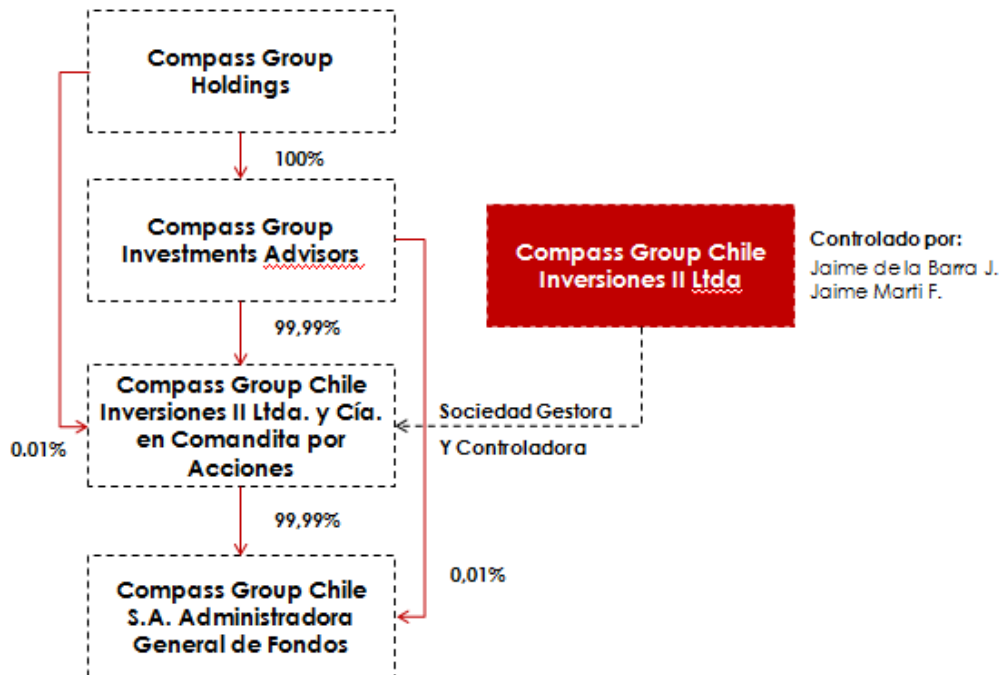 Compass Group
Holdings
100%
Compass Group
Investments Advisors
Compass Group Chile
Inversiones II Ltda
Controlado por:
Jaime de la Barra J.
Jaime Marti F.
99,99%
Compass Group Chile
Inversiones II Ltda. y Cía.
en Comandita por
Acciones
Sociedad Gestora
Y Controladora
0.01%
99,99%
Compass Group Chile
S.A. Administradora
General de Fondos
0,01%